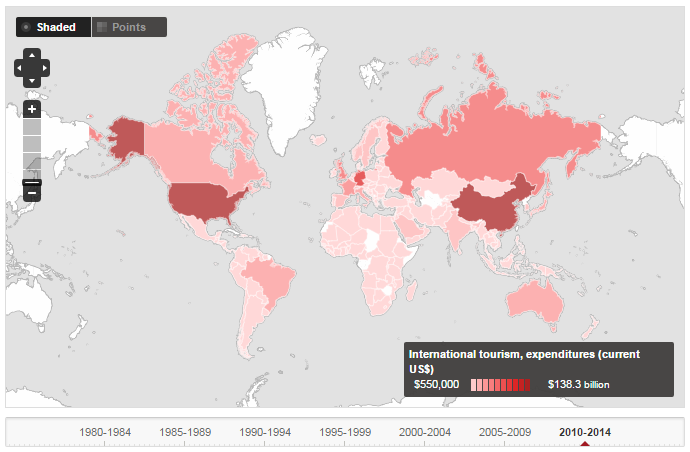 Shaded Points
+
−
International tourism, expenditures (current
US$)
$550,000 $138.3 billion
1980-1984 1985-1989 1990-1994 1995-1999 2000-2004 2005-2009 2010-2014